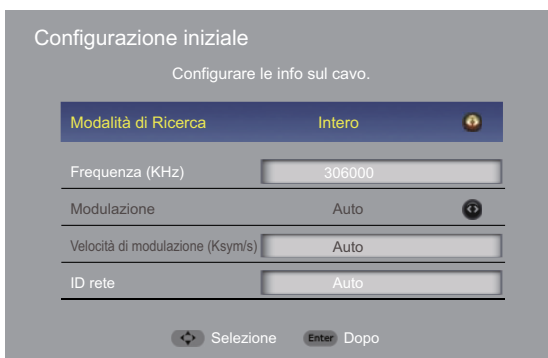 Configurazione iniziale
Configurare le info sul cavo.
Modalità di Ricerca Intero
Frequenza (KHz) 306000
Modulazione Auto
Velocità di modulazione (Ksym/s) Auto
ID rete Auto
Selezione Enter Dopo